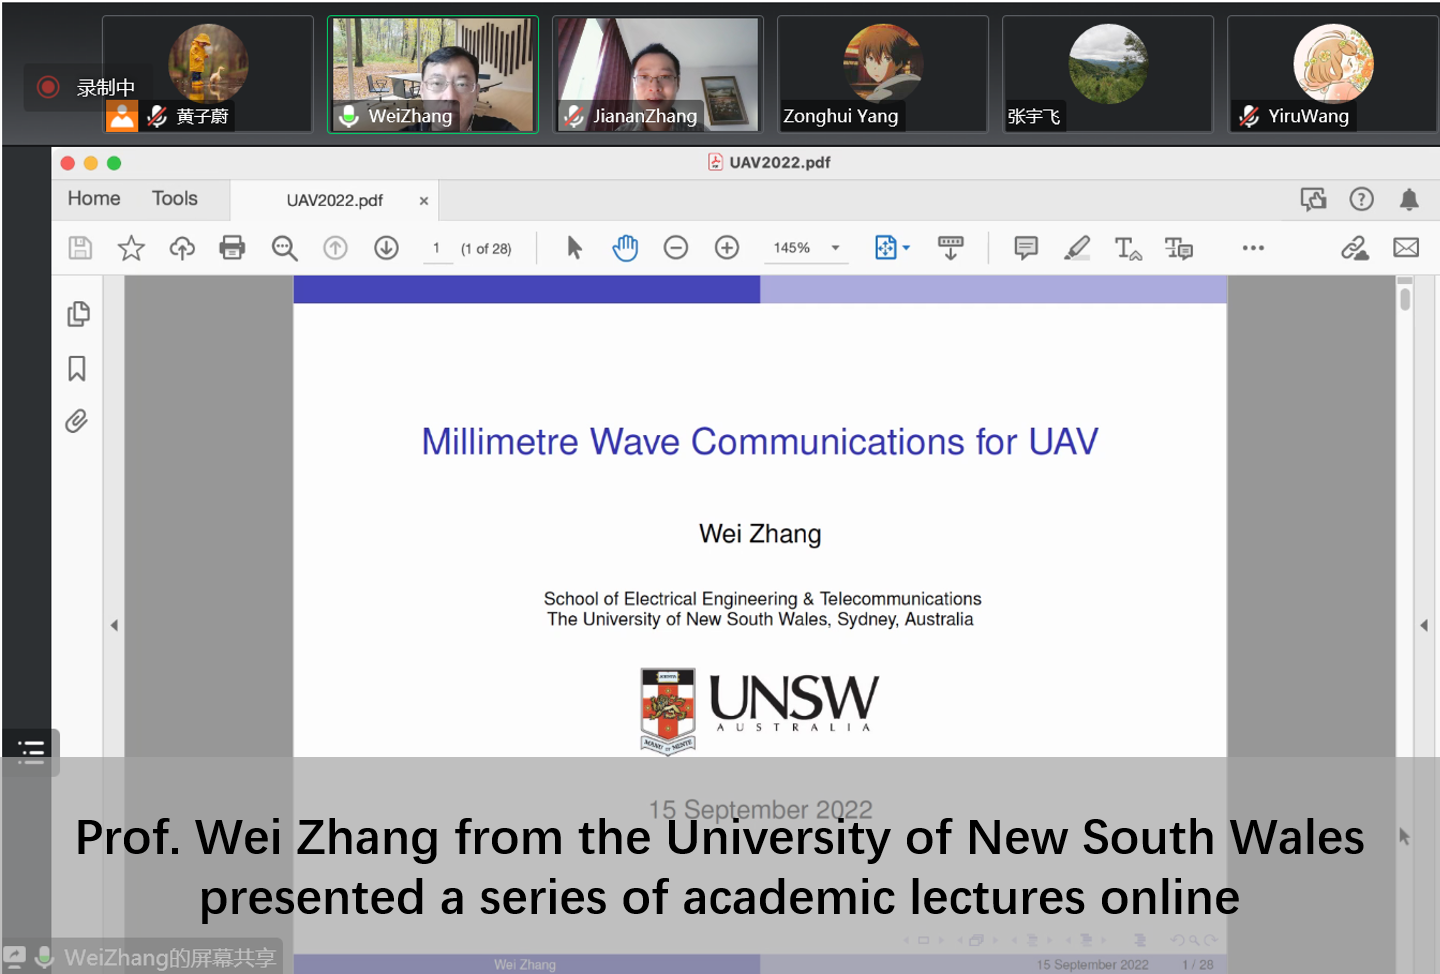 录制中
黄子蔚
WeiZhang
JiananZhang
Zonghui Yang
张宇飞
YiruWang
UAV2022.pdf
Home
Tools
UAV2022.pdf
1
(1 of 28)
145%
Millimetre Wave Communications for UAV
Wei Zhang
School of Electrical Engineering & Telecommunications
The University of New South Wales, Sydney, Australia
UNSW
AUSTRALIA
MANU ET MENTE
15 September 2022
Prof. Wei Zhang from the University of New South Wales
presented a series of academic lectures online
WeiZhang的屏幕共享
Wei Zhang
15 September 2022
1 / 28